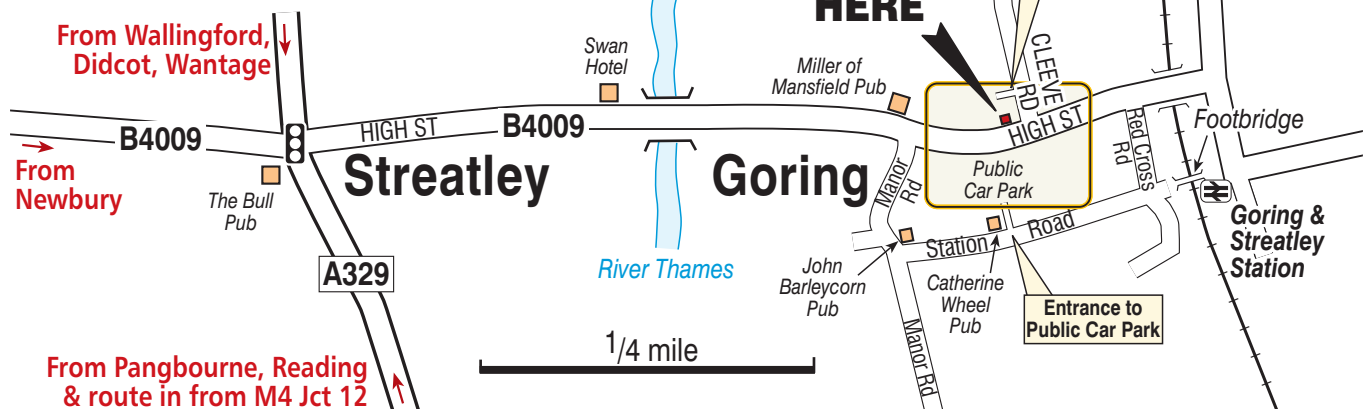 HERE
From Wallingford,
Didcot, Wantage
Swan
Hotel
Miller of
Mansfield Pub
CLEEVE
RD
B4009
HIGH ST
B4009
HIGH ST
Red Cross
Rd
Footbridge
From
Newbury
The Bull
Pub
Streatley
Goring
Manor
Rd
Public
Car Park
Goring &
Streatley
Station
Station
Road
A329
River Thames
John
Barleycorn
Pub
Catherine
Wheel
Pub
Entrance to
Public Car Park
1/4 mile
Manor Rd
From Pangbourne, Reading
& route in from M4 Jct 12